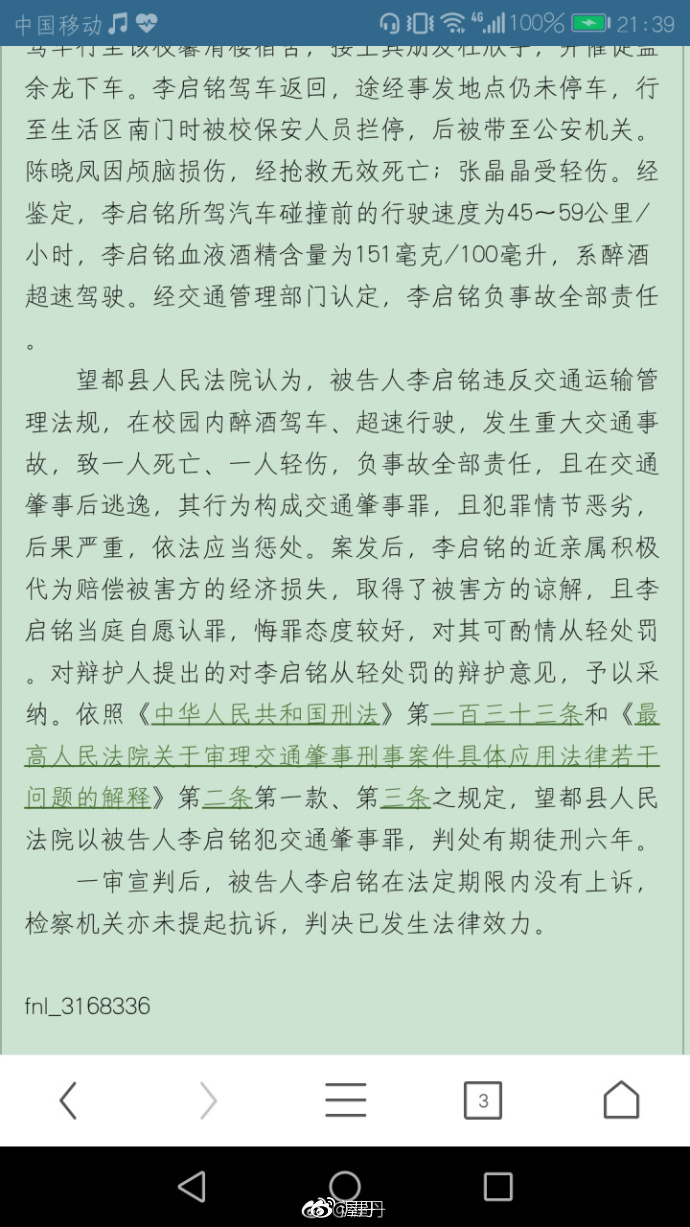 中国移动 4G 100% 21:39
驾车行至该校馨清楼宿舍，接上其朋友杜欣宇，并催促孟
余龙下车。李启铭驾车返回，途经事发地点仍未停车，行
至生活区南门时被校保安人员拦停，后被带至公安机关。
陈晓凤因颅脑损伤，经抢救无效死亡；张晶晶受轻伤。经
鉴定，李启铭所驾汽车碰撞前的行驶速度为45～59公里/
小时，李启铭血液酒精含量为151毫克/100毫升，系醉酒
超速驾驶。经交通管理部门认定，李启铭负事故全部责任
。
望都县人民法院认为，被告人李启铭违反交通运输管
理法规，在校园内醉酒驾车、超速行驶，发生重大交通事
故，致一人死亡、一人轻伤，负事故全部责任，且在交通
肇事后逃逸，其行为构成交通肇事罪，且犯罪情节恶劣，
后果严重，依法应当惩处。案发后，李启铭的近亲属积极
代为赔偿被害方的经济损失，取得了被害方的谅解，且李
启铭当庭自愿认罪，悔罪态度较好，对其可酌情从轻处罚
。对辩护人提出的对李启铭从轻处罚的辩护意见，予以采
纳。依照《中华人民共和国刑法》第一百三十三条和《最
高人民法院关于审理交通肇事刑事案件具体应用法律若干
问题的解释》第二条第一款、第三条之规定，望都县人民
法院以被告人李启铭犯交通肇事罪，判处有期徒刑六年。
一审宣判后，被告人李启铭在法定期限内没有上诉，
检察机关亦未提起抗诉，判决已发生法律效力。
fnl_3168336
3